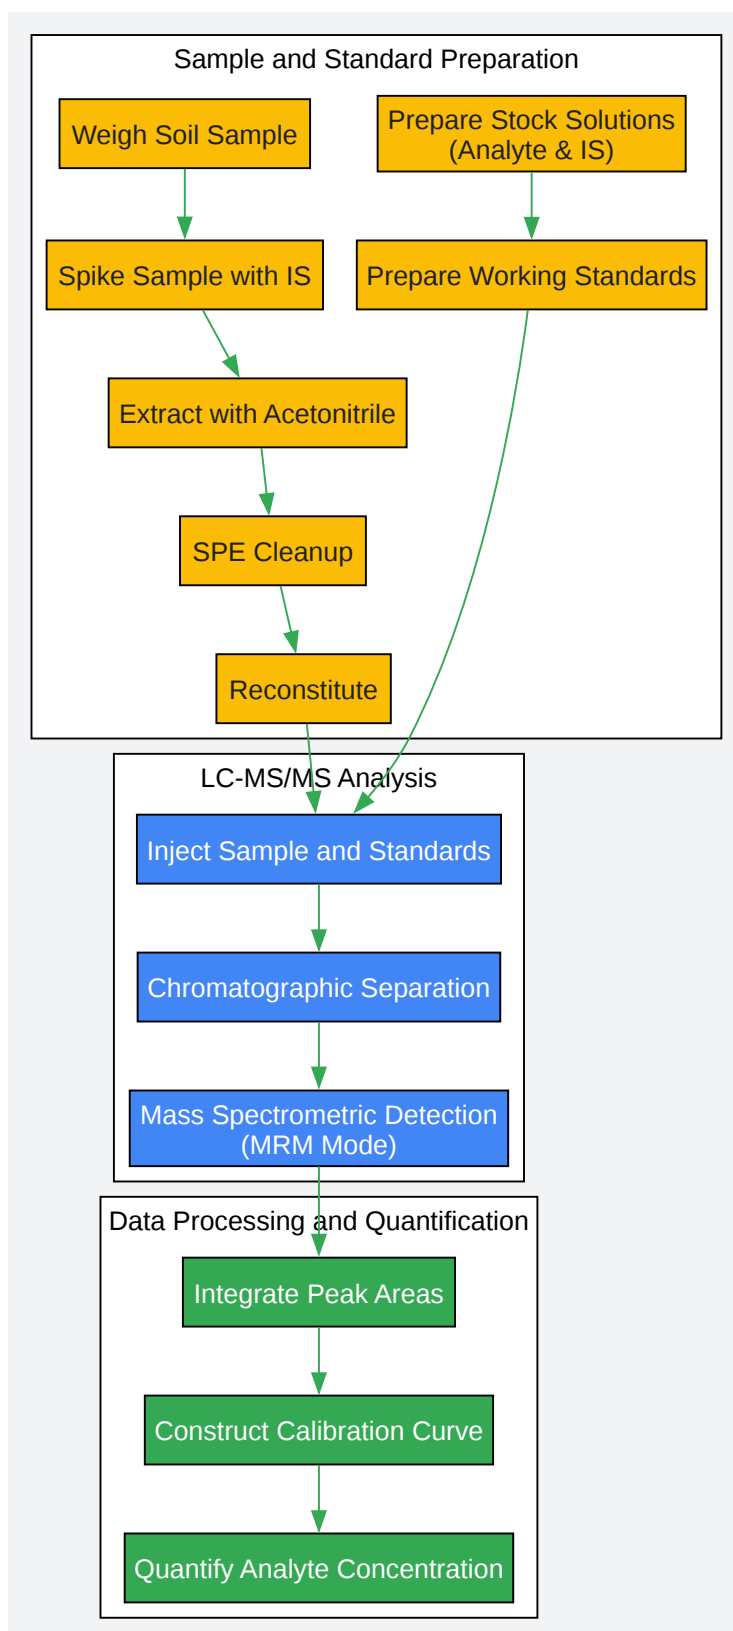 Sample and Standard Preparation
Weigh Soil Sample
Prepare Stock Solutions
(Analyte & IS)
Spike Sample with IS
Prepare Working Standards
Extract with Acetonitrile
SPE Cleanup
Reconstitute
LC-MS/MS Analysis
Inject Sample and Standards
Chromatographic Separation
Mass Spectrometric Detection
(MRM Mode)
Data Processing and Quantification
Integrate Peak Areas
Construct Calibration Curve
Quantify Analyte Concentration